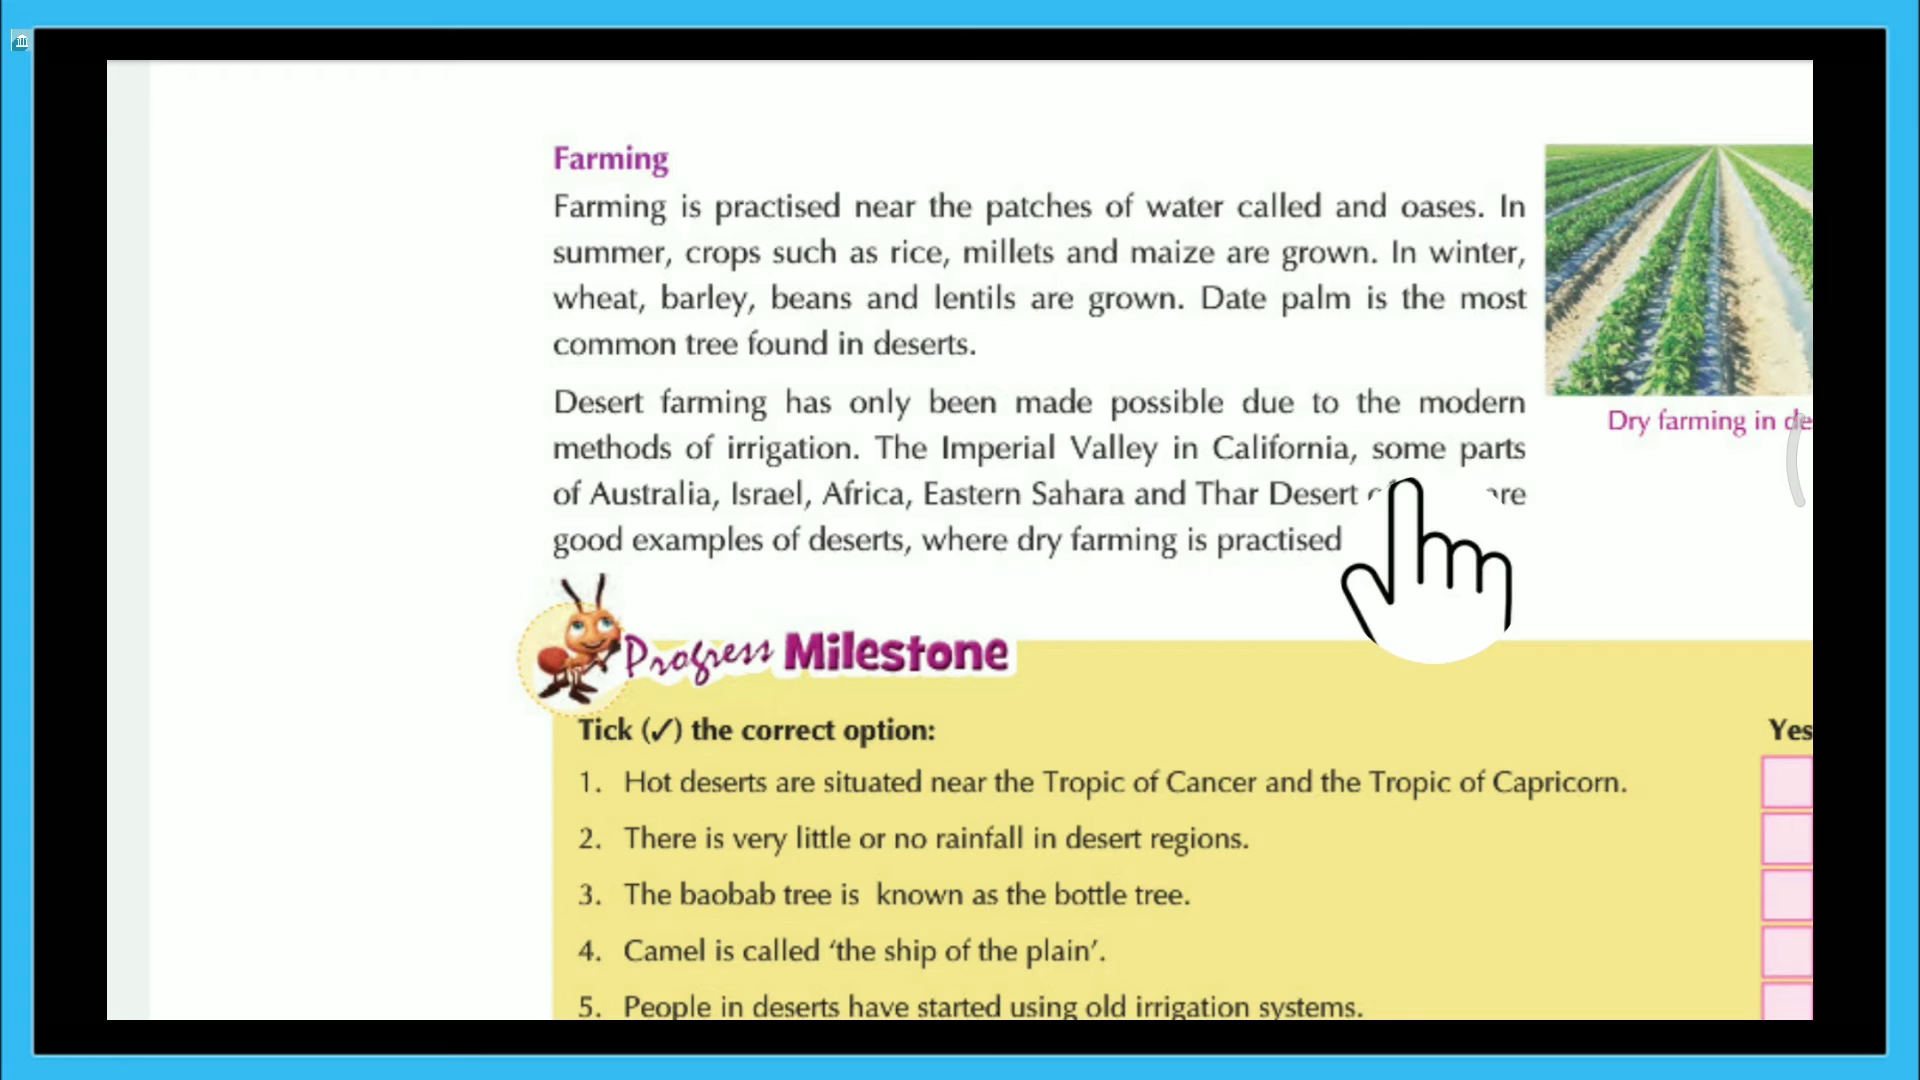 Farming
Farming is practised near the patches of water called and oases. In
summer, crops such as rice, millets and maize are grown. In winter,
wheat, barley, beans and lentils are grown. Date palm is the most
common tree found in deserts.
Desert farming has only been made possible due to the modern
methods of irrigation. The Imperial Valley in California, some parts
of Australia, Israel, Africa, Eastern Sahara and Thar Desert
good examples of deserts, where dry farming is practised
Dry farming in de
Progress Milestone
Tick (✓) the correct option:
Yes
1. Hot deserts are situated near the Tropic of Cancer and the Tropic of Capricorn.
2. There is very little or no rainfall in desert regions.
3. The baobab tree is known as the bottle tree.
4. Camel is called ‘the ship of the plain’.
5. People in deserts have started using old irrigation systems.